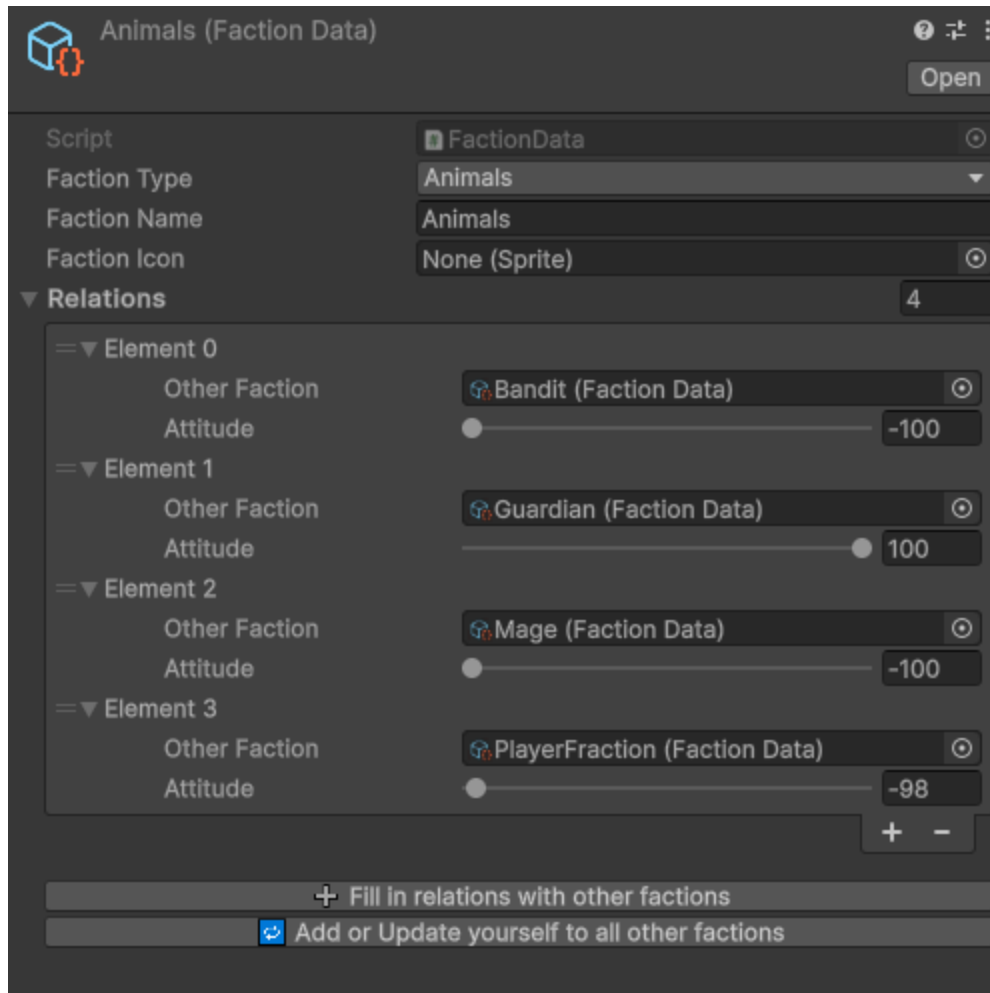 Animals (Faction Data)
Open
Script FactionData
Faction Type Animals
Faction Name Animals
Faction Icon None (Sprite)
Relations 4
Element 0
Other Faction Bandit (Faction Data)
Attitude -100
Element 1
Other Faction Guardian (Faction Data)
Attitude 100
Element 2
Other Faction Mage (Faction Data)
Attitude -100
Element 3
Other Faction PlayerFraction (Faction Data)
Attitude -98
+ −
Fill in relations with other factions
Add or Update yourself to all other factions